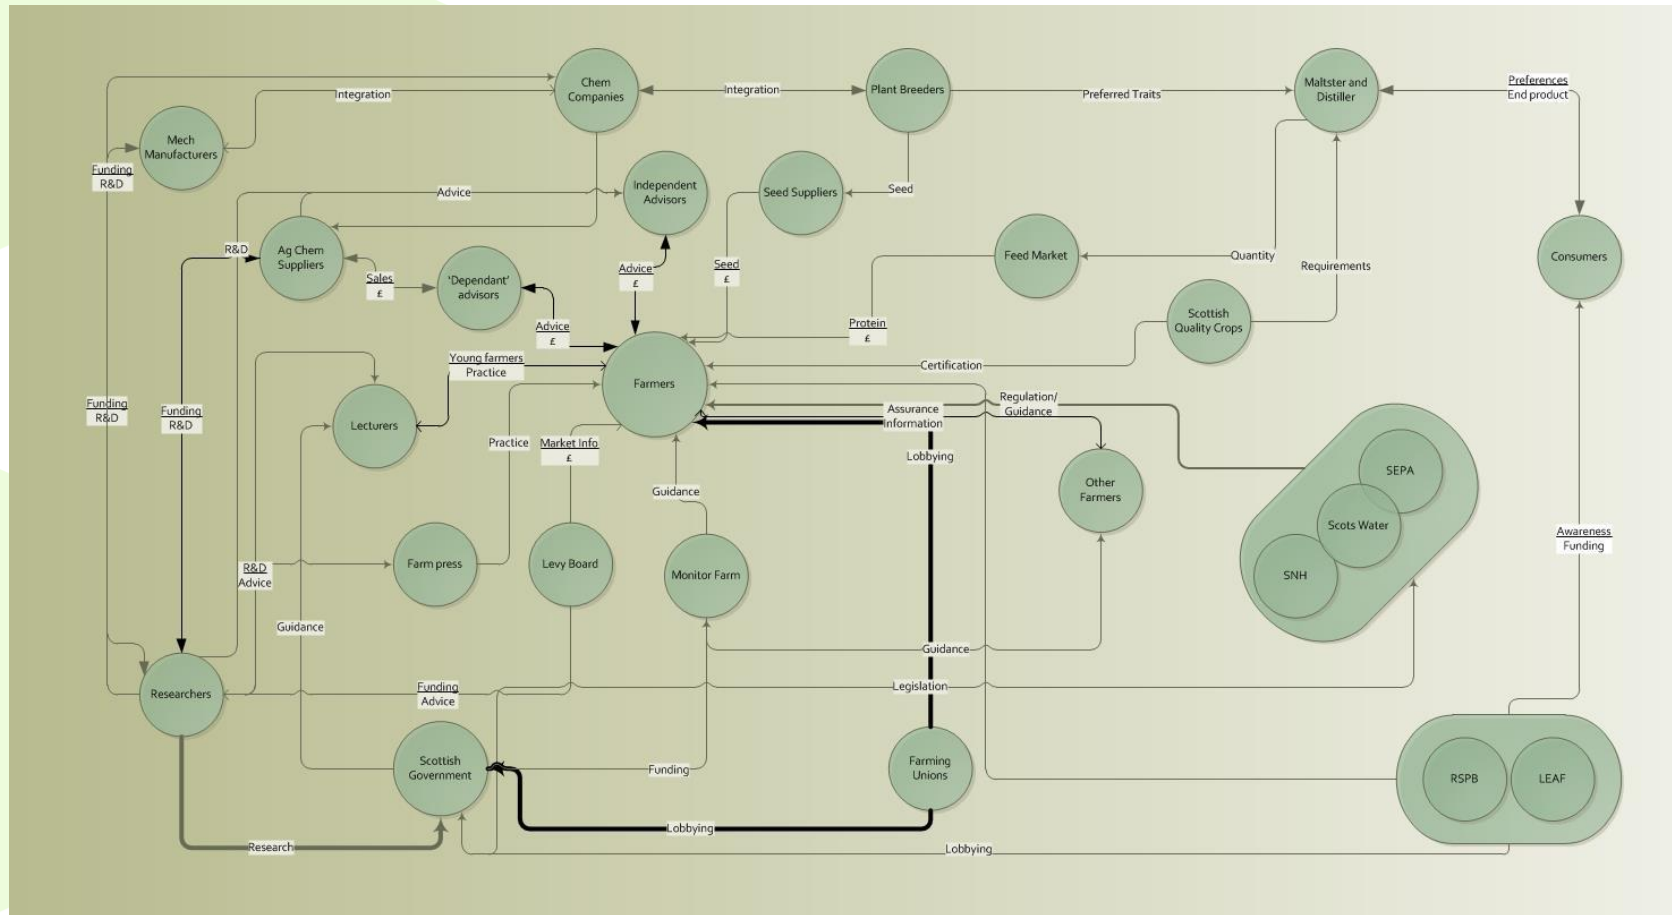 Chem
Companies
Integration
Plant Breeders
Preferred Traits
Maltster and
Distiller
Preferences
End product
Integration
Mech
Manufacturers
Funding
R&D
Advice
Independent
Advisors
Seed Suppliers
Seed
R&D
Ag Chem
Suppliers
Sales
£
'Dependant'
advisors
Advice
£
Seed
£
Feed Market
Quantity
Requirements
Consumers
Advice
£
Protein
£
Scottish
Quality Crops
Young farmers
Practice
Farmers
Certification
Funding
R&D
Funding
R&D
Lecturers
Practice
Market Info
£
Assurance
Information
Regulation/
Guidance
Lobbying
Guidance
Other
Farmers
SEPA
Scots Water
SNH
Awareness
Funding
R&D
Advice
Farm press
Levy Board
Monitor Farm
Guidance
Guidance
Researchers
Funding
Advice
Legislation
Scottish
Government
Funding
Farming
Unions
RSPB
LEAF
Lobbying
Research
Lobbying